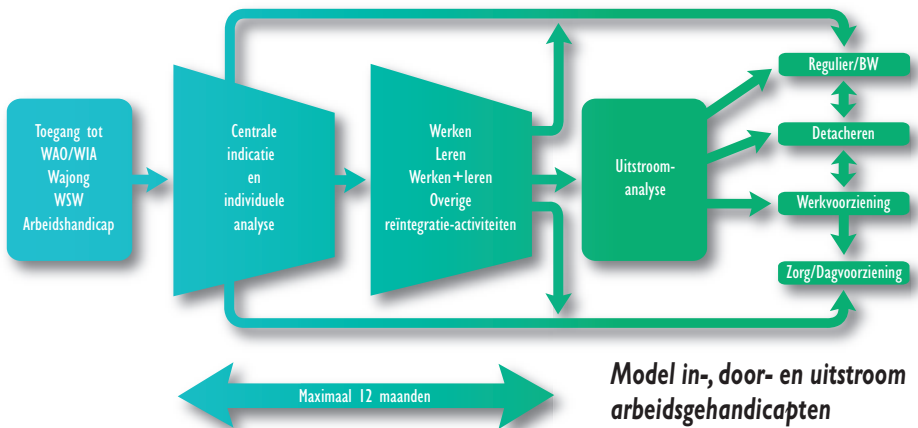 Toegang tot
WAO/WIA
Wajong
WSW
Arbeidshandicap
Centrale
indicatie
en
individuele
analyse
Werken
Leren
Werken+leren
Overige
reïntegratie-activiteiten
Uitstroom-
analyse
Regulier/BW
Detacheren
Werkvoorziening
Zorg/Dagvoorziening
Maximaal 12 maanden
Model in-, door- en uitstroom
arbeidsgehandicapten